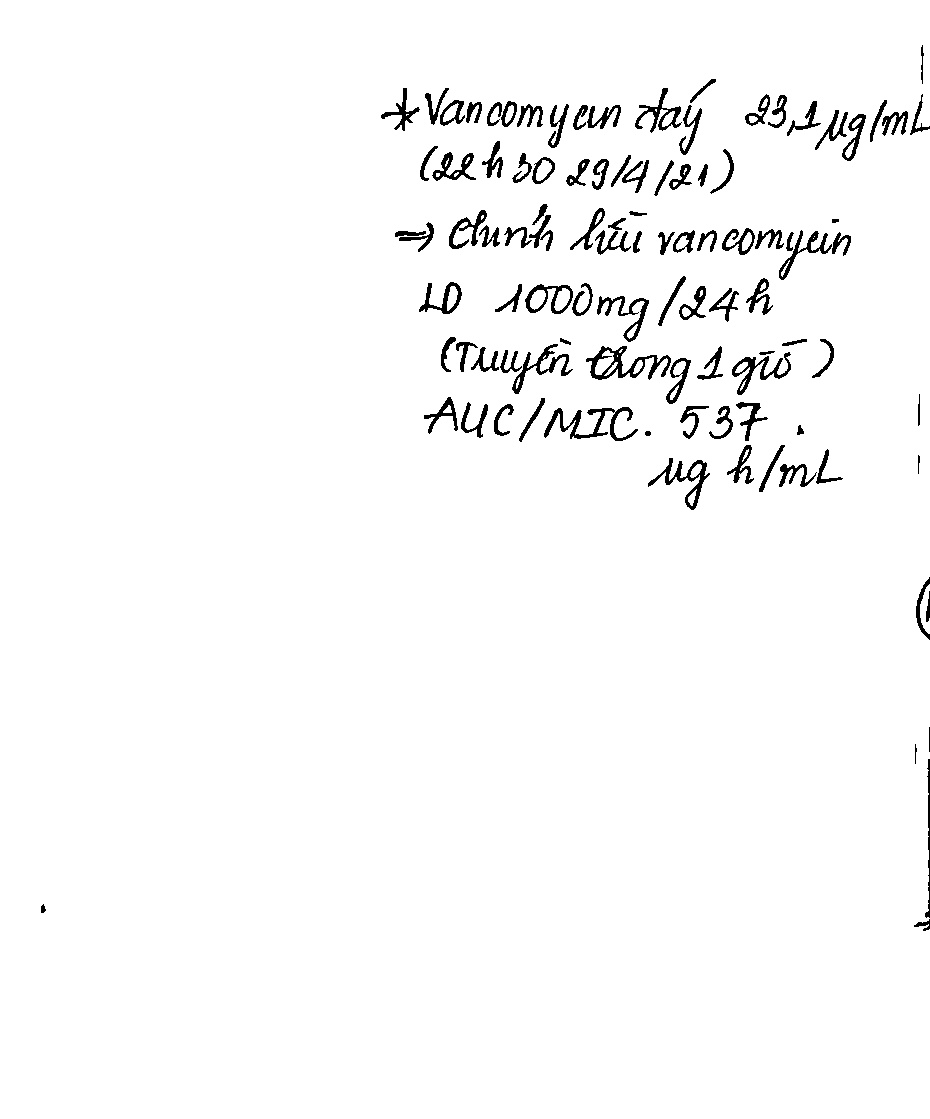 * Vancomycin đáy 23,1 µg/mL
(22h30 29/4/21)
=> Chỉnh liều vancomycin
LD 1000mg/24h
(Truyền trong 1 giờ)
AUC/MIC. 537.
µg h/mL